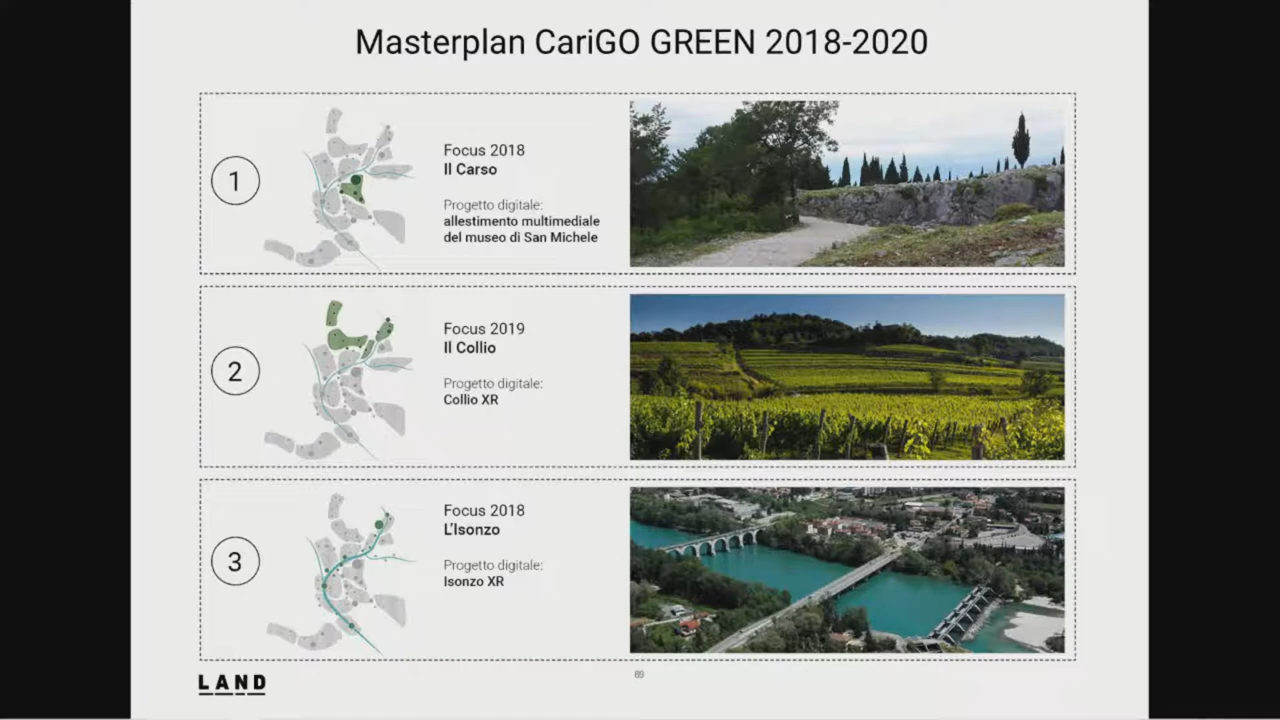 Masterplan CariGO GREEN 2018-2020
1
Focus 2018
Il Carso
Progetto digitale:
allestimento multimediale
del museo di San Michele
2
Focus 2019
Il Collio
Progetto digitale:
Collio XR
3
Focus 2018
L'Isonzo
Progetto digitale:
Isonzo XR
LAND
69